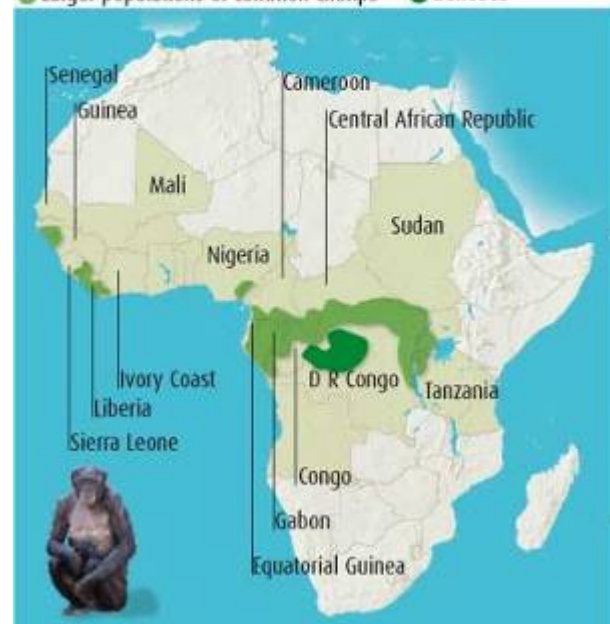 Senegal
Cameroon
Guinea
Central African Republic
Mali
Sudan
Nigeria
Ivory Coast
D R Congo
Tanzania
Liberia
Sierra Leone
Congo
Gabon
Equatorial Guinea